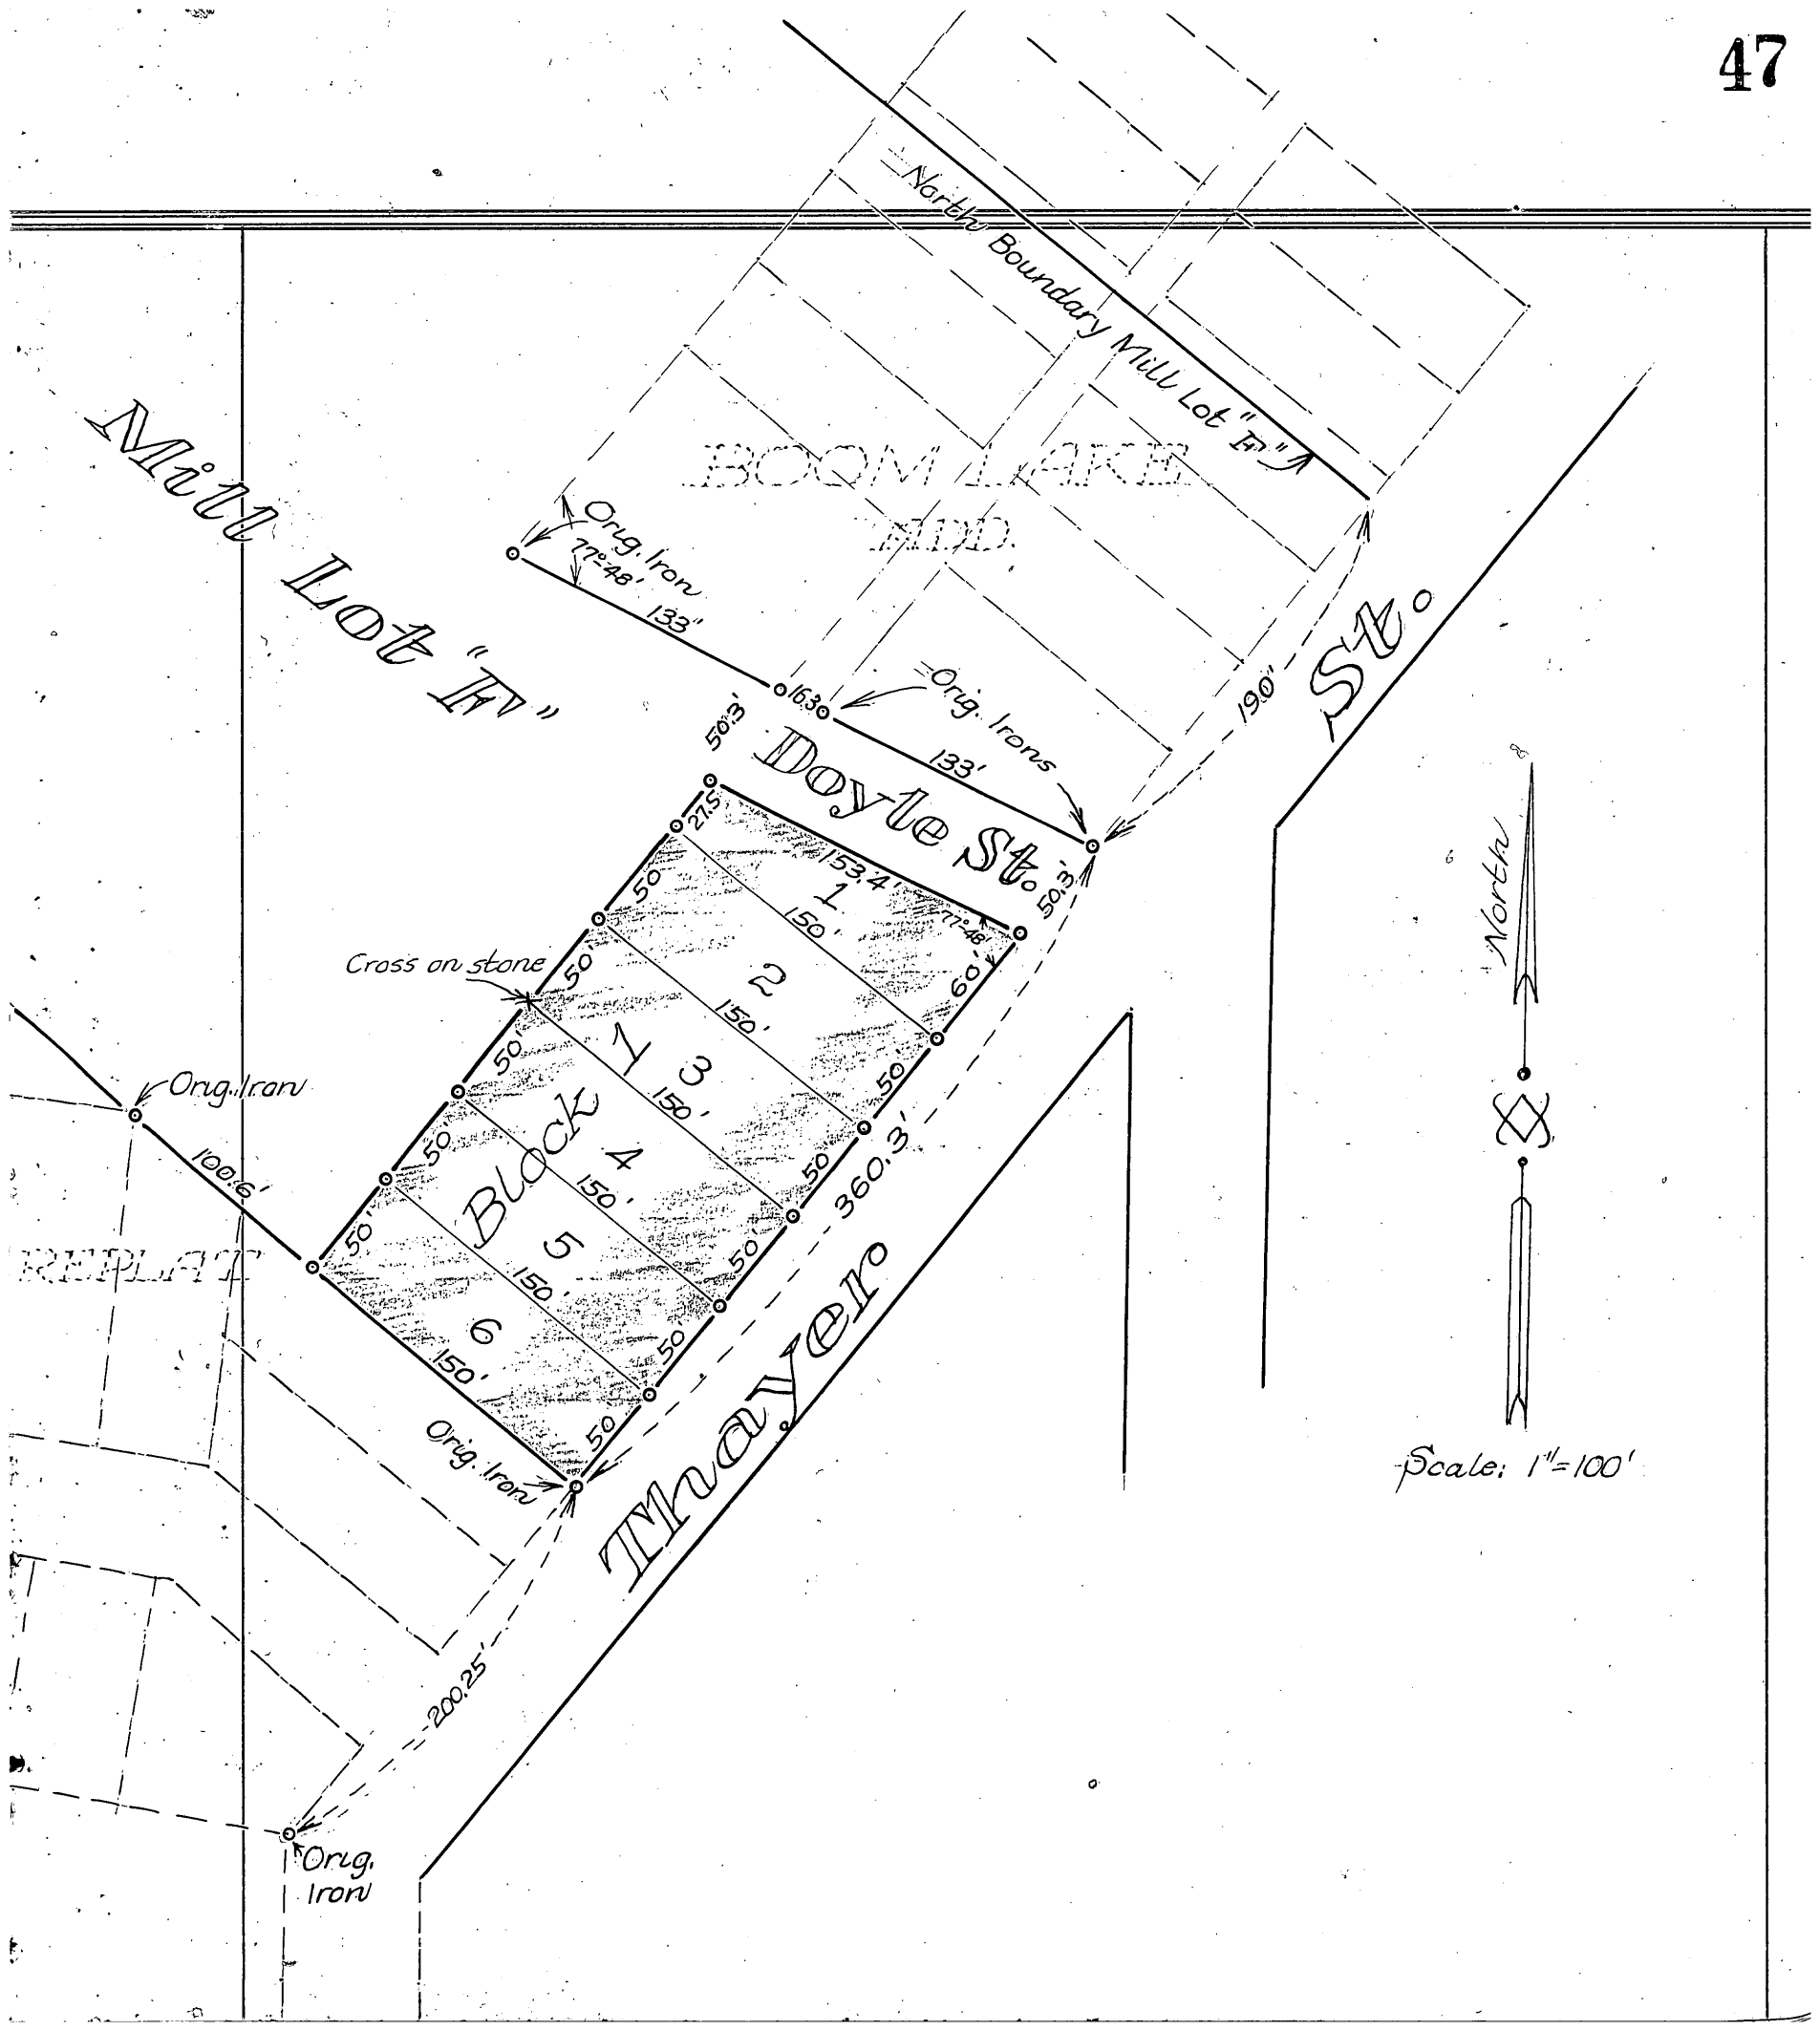 47
North Boundary Mill Lot "F"
Mill Lot "F"
BOOM LAKE
ADD.
Orig. Iron
77°-48'
133"
163
Orig. Irons
133'
190'
St.
50.3'
Doyle St.
27.5
153.4'
1
150'
77°-48'
50.3'
North
50'
2
150'
60'
Cross on stone
50'
Block 1
3
150'
50'
50'
4
150'
50'
360.3'
Orig. Iron
100.6'
50'
5
150'
50'
REPLAT
50'
6
150'
50'
50
Orig. Iron
Thayer
Scale: 1"=100'
200.25'
Orig.
Iron